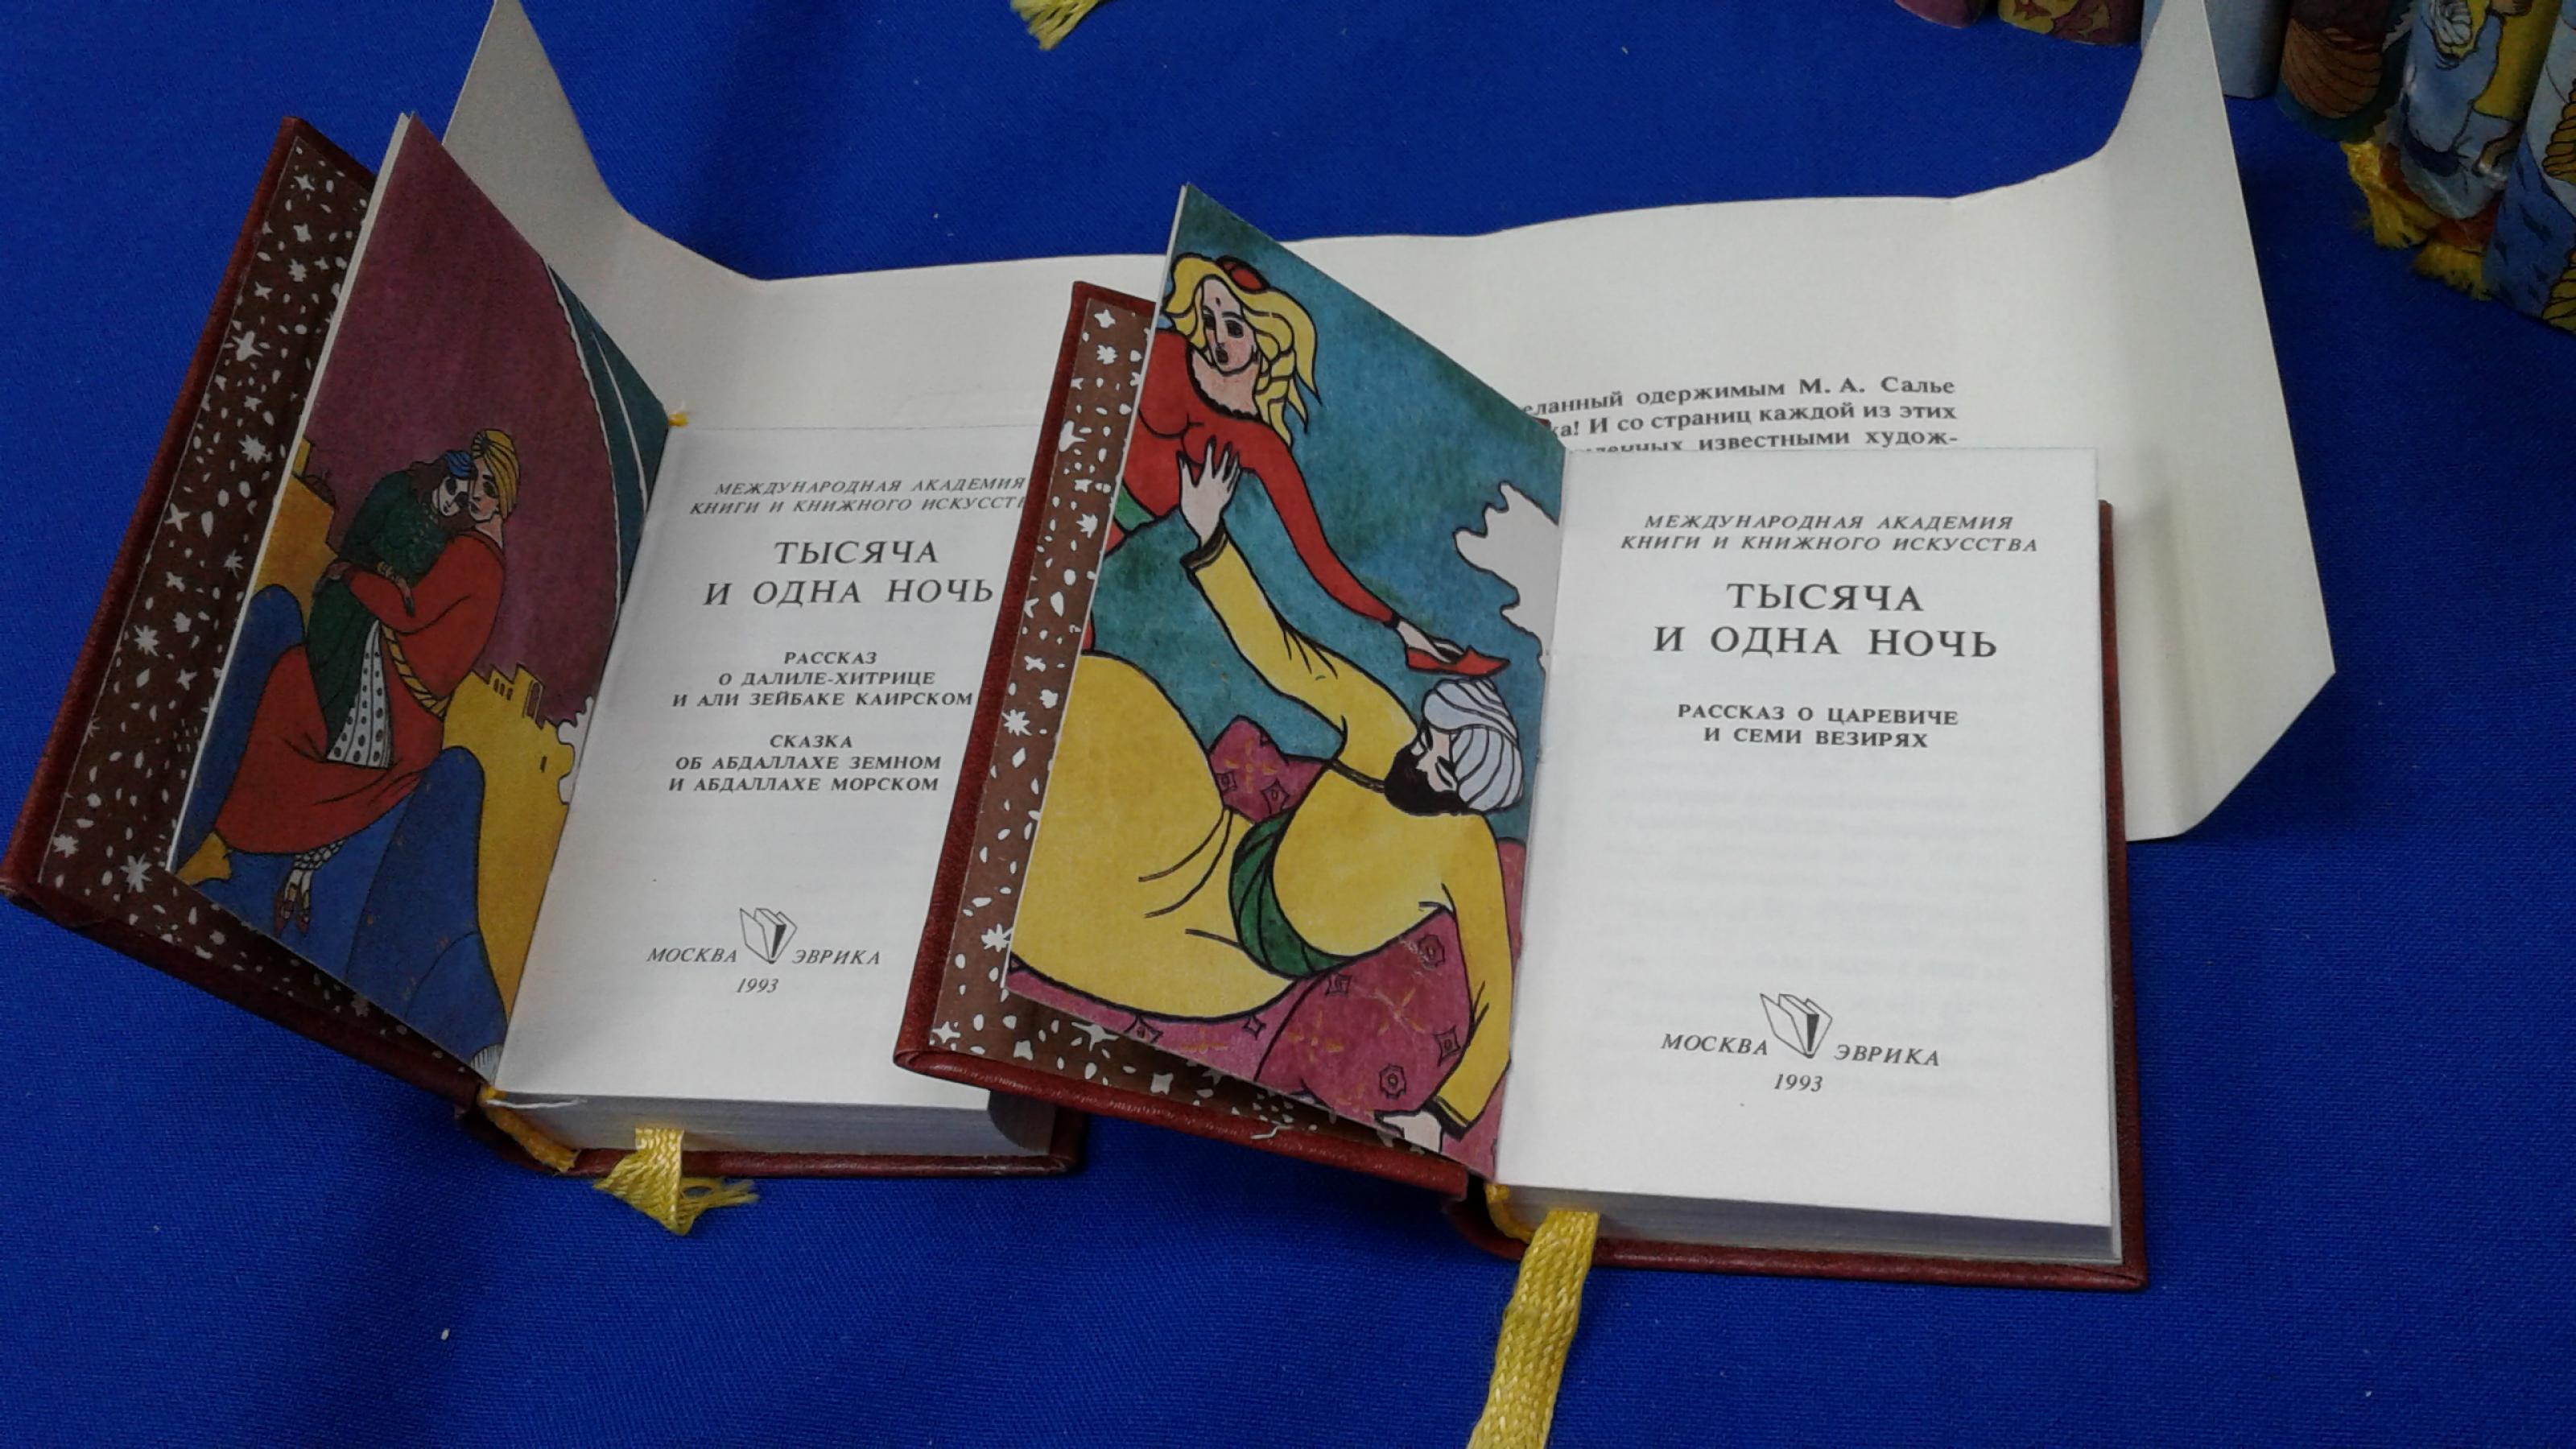 МЕЖДУНАРОДНАЯ АКАДЕМИЯ
КНИГИ И КНИЖНОГО
ТЫСЯЧА
И ОДНА НОЧЬ
РАССКАЗ
О ДАЛИЛЕ-ХИТРИЦЕ
И АЛИ ЗЕЙБАКЕ КАИРСКОМ
СКАЗКА
ОБ АБДАЛЛАХЕ ЗЕМНОМ
И АБДАЛЛАХЕ МОРСКОМ
МОСКВА ЭВРИКА
1993
одержимым М. А. Салье
И со страниц каждой из этих
известными худож-
МЕЖДУНАРОДНАЯ АКАДЕМИЯ
КНИГИ И КНИЖНОГО ИСКУССТВА
ТЫСЯЧА
И ОДНА НОЧЬ
РАССКАЗ О ЦАРЕВИЧЕ
И СЕМИ ВЕЗИРЯХ
МОСКВА ЭВРИКА
1993